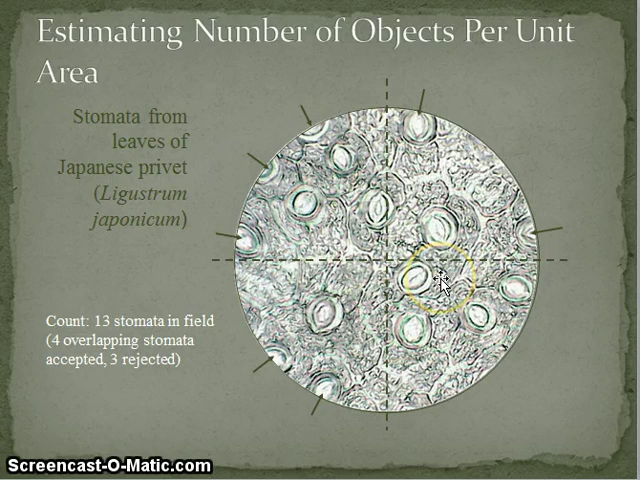 Estimating Number of Objects Per Unit
Area
Stomata from
leaves of
Japanese privet
(Ligustrum
japonicum)
Count: 13 stomata in field
(4 overlapping stomata
accepted, 3 rejected)
Screencast-O-Matic.com